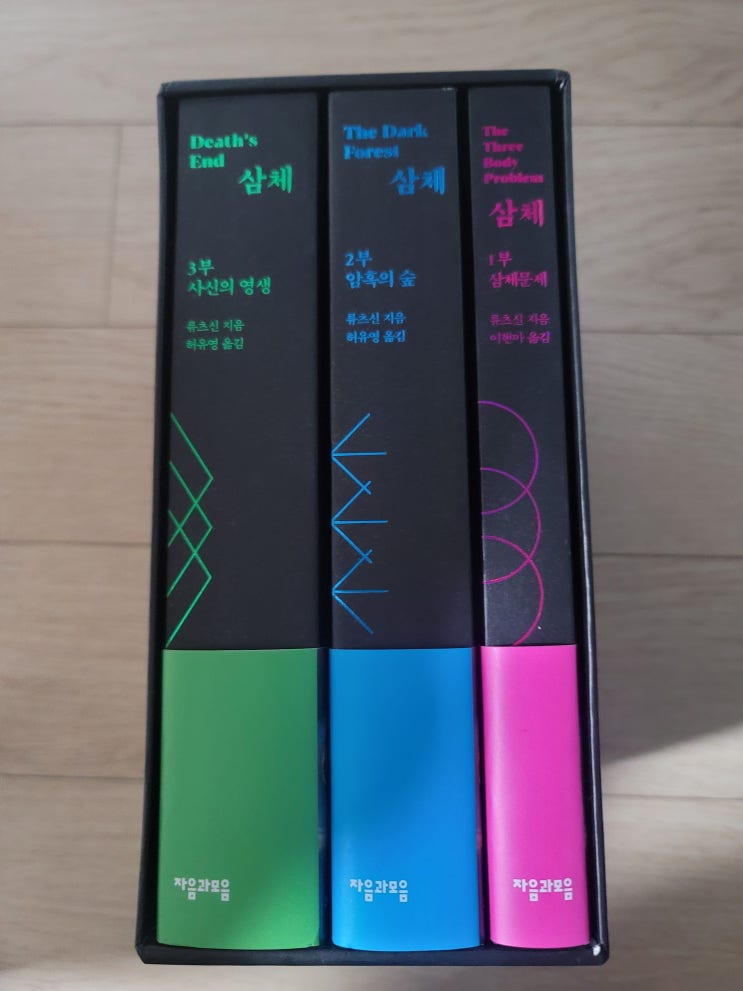 Death's
End
삼체
3부
사신의 영생
류츠신 지음
허유영 옮김
자음과모음
The Dark
Forest
삼체
2부
암흑의 숲
류츠신 지음
허유영 옮김
자음과모음
The
Three
Body
Problem
삼체
1부
삼체문제
류츠신 지음
이현아 옮김
자음과모음